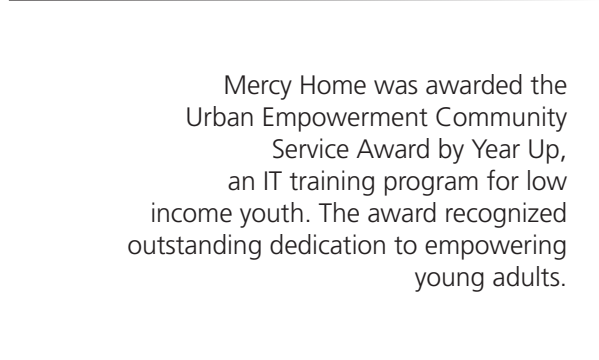 Mercy Home was awarded the
Urban Empowerment Community
Service Award by Year Up,
an IT training program for low
income youth. The award recognized
outstanding dedication to empowering
young adults.